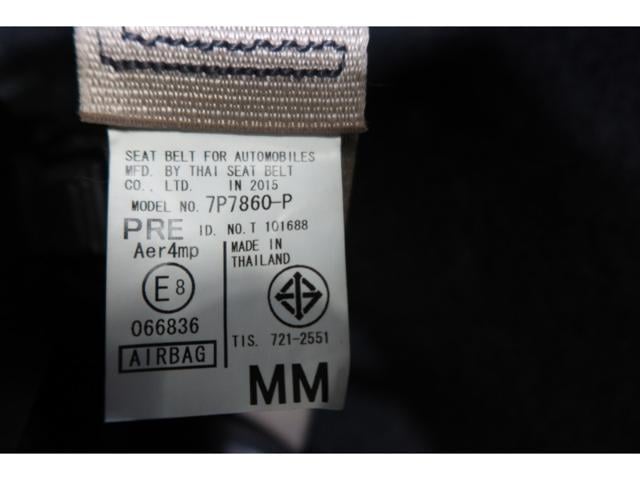 SEAT BELT FOR AUTOMOBILES
MFD. BY THAI SEAT BELT
CO., LTD. IN 2015
MODEL NO. 7P7860-P
PRE ID. NO.T 101688
Aer4mp
MADE IN
THAILAND
E8
066836
TIS. 721-2551
AIRBAG
MM